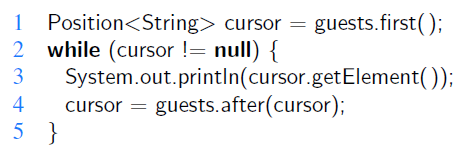 1 Position<String> cursor = guests.first( );
2 while (cursor != null) {
3 System.out.println(cursor.getElement( ));
4 cursor = guests.after(cursor);
5 }